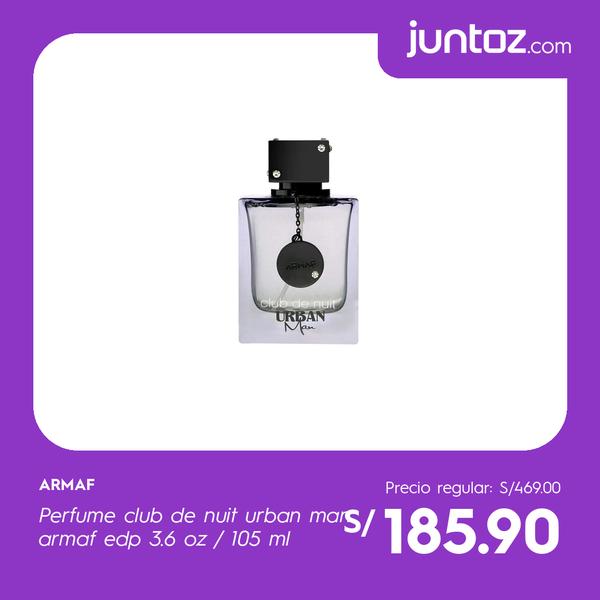 juntoz.com
ARMAF
club de nuit
URBAN
Man
ARMAF
Precio regular: S/469.00
Perfume club de nuit urban man
armaf edp 3.6 oz / 105 ml
S/185.90